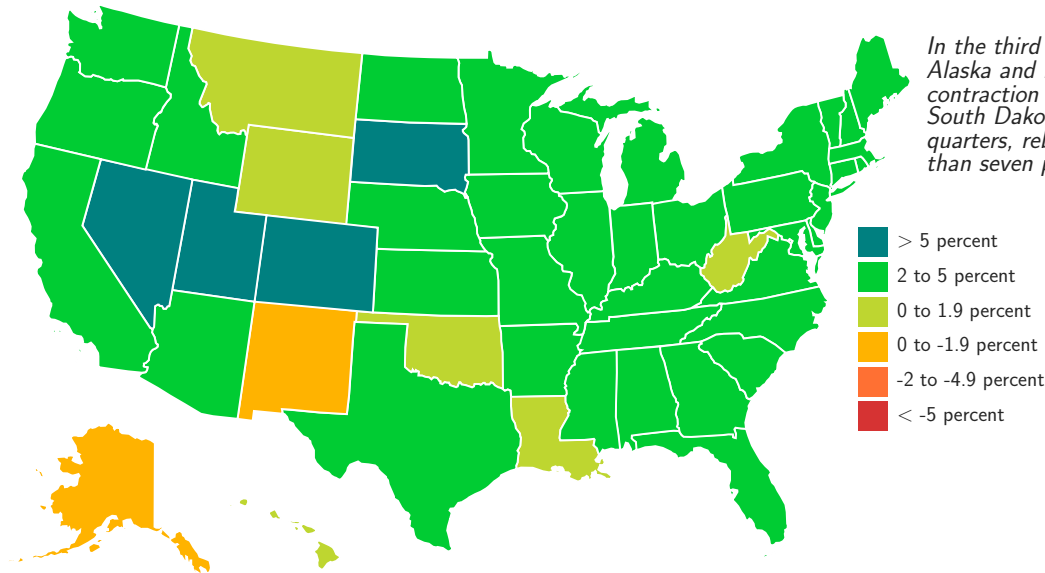 In the third
Alaska and
contraction
South Dako
quarters, reb
than seven p
> 5 percent
2 to 5 percent
0 to 1.9 percent
0 to -1.9 percent
-2 to -4.9 percent
< -5 percent